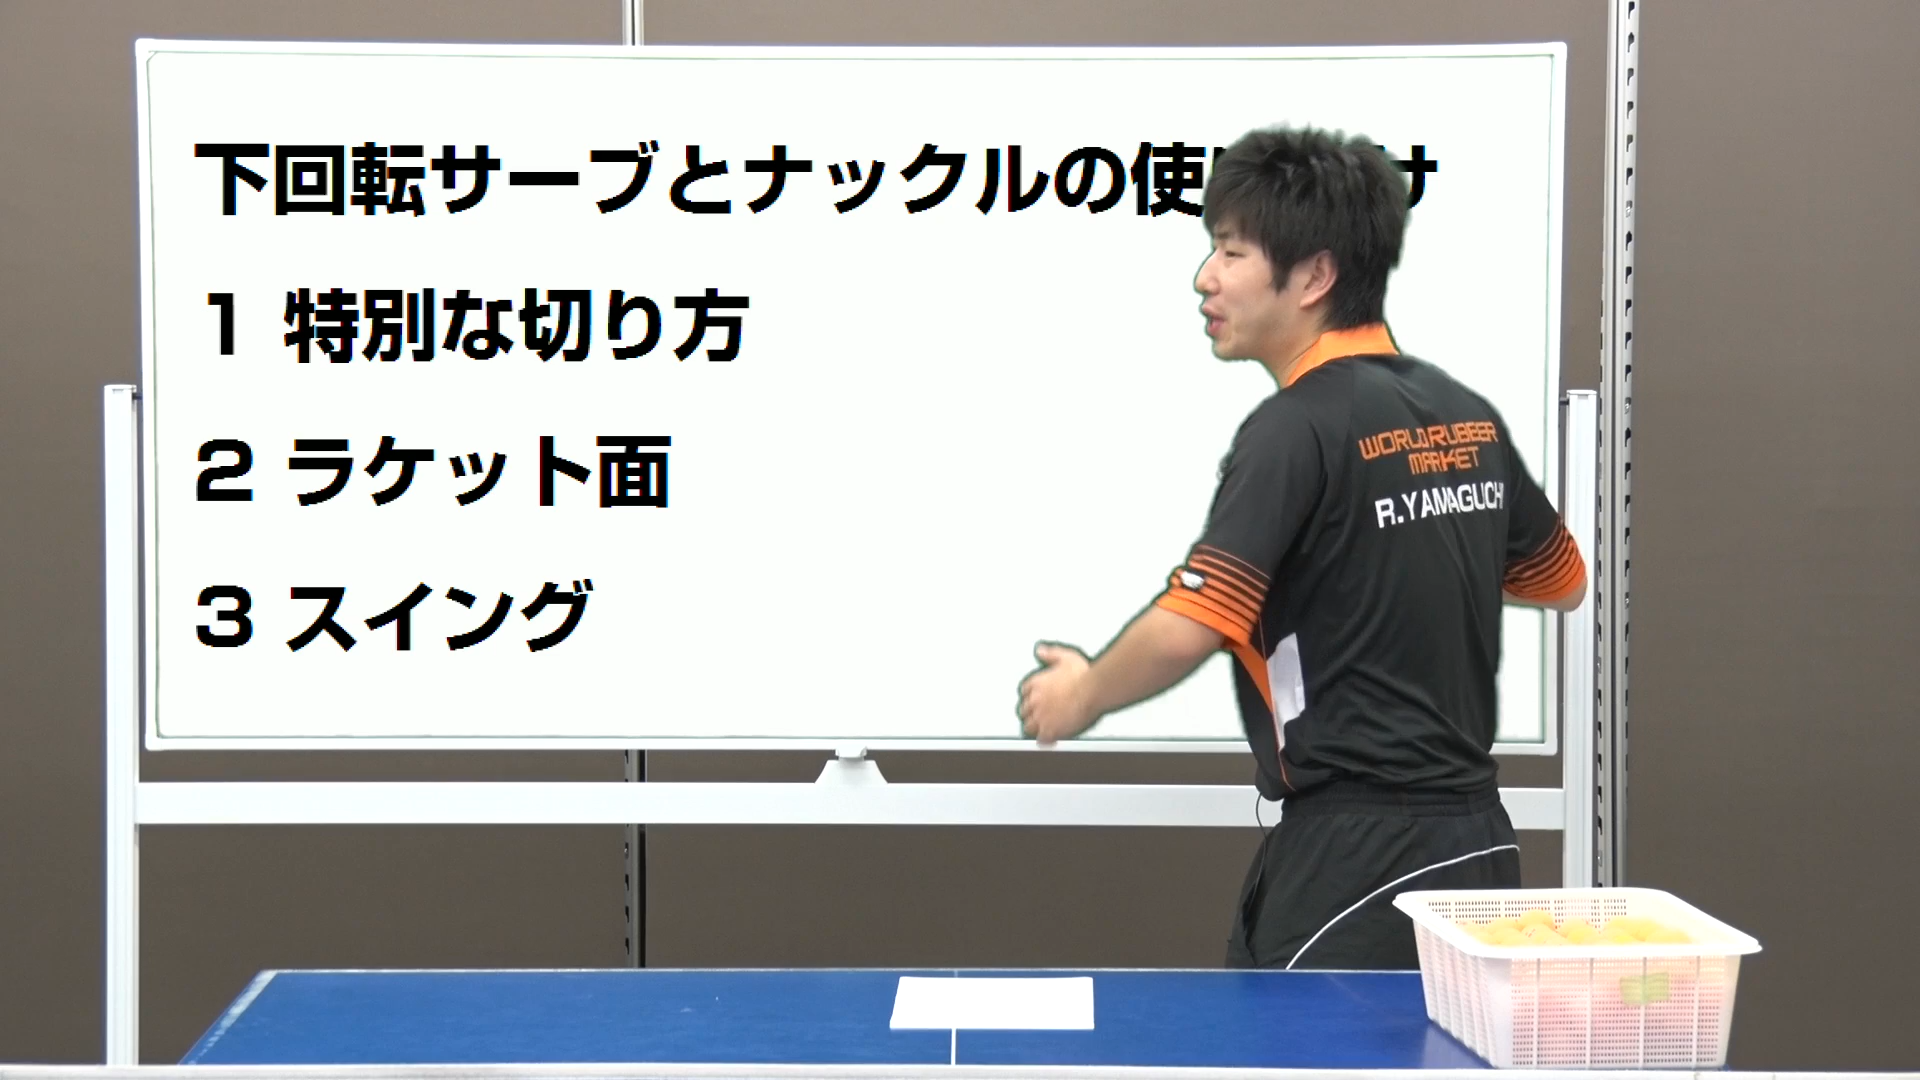 下回転サーブとナックルの使
1 特別な切り方
2 ラケット面
3 スイング
WORLD RUBBER
MARKET
R.YAMAGUCHI